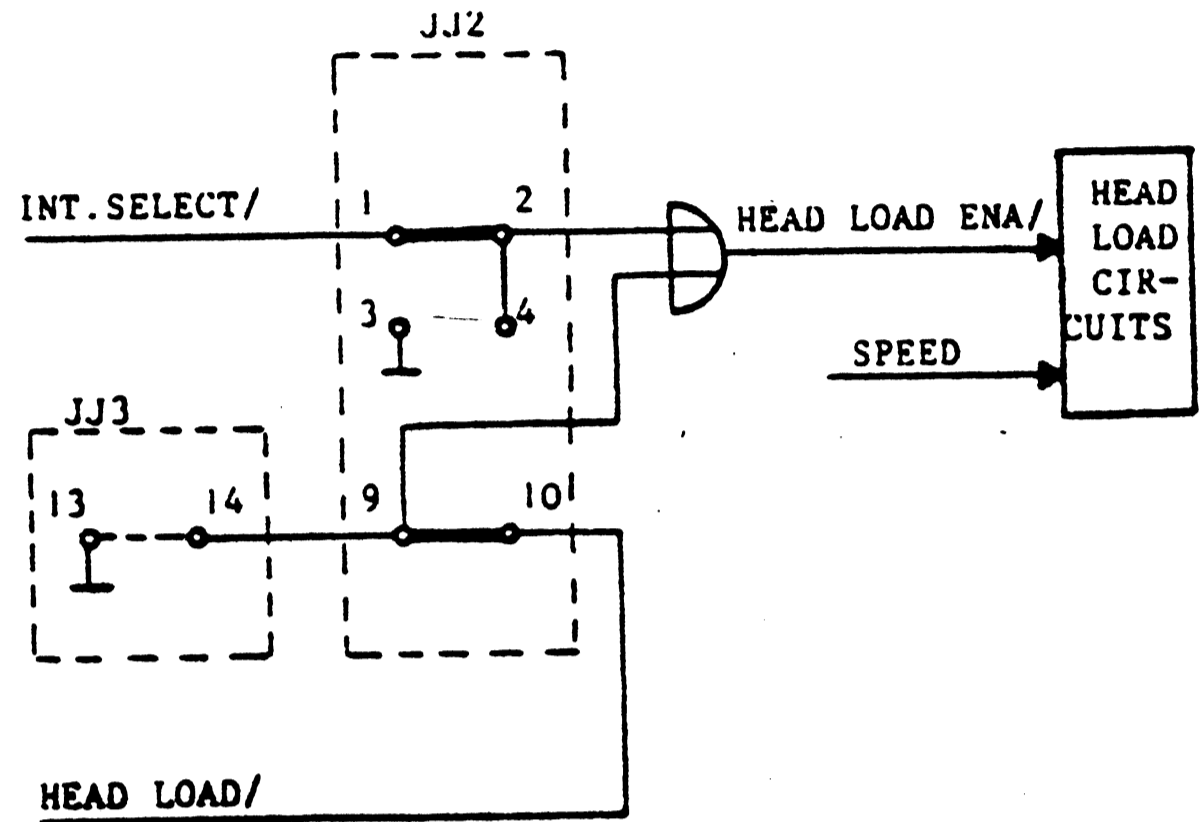 JJ2
INT.SELECT/
1
2
HEAD LOAD ENA/
HEAD
LOAD
CIR-
CUITS
3
4
SPEED
JJ3
13
14
9
10
HEAD LOAD/